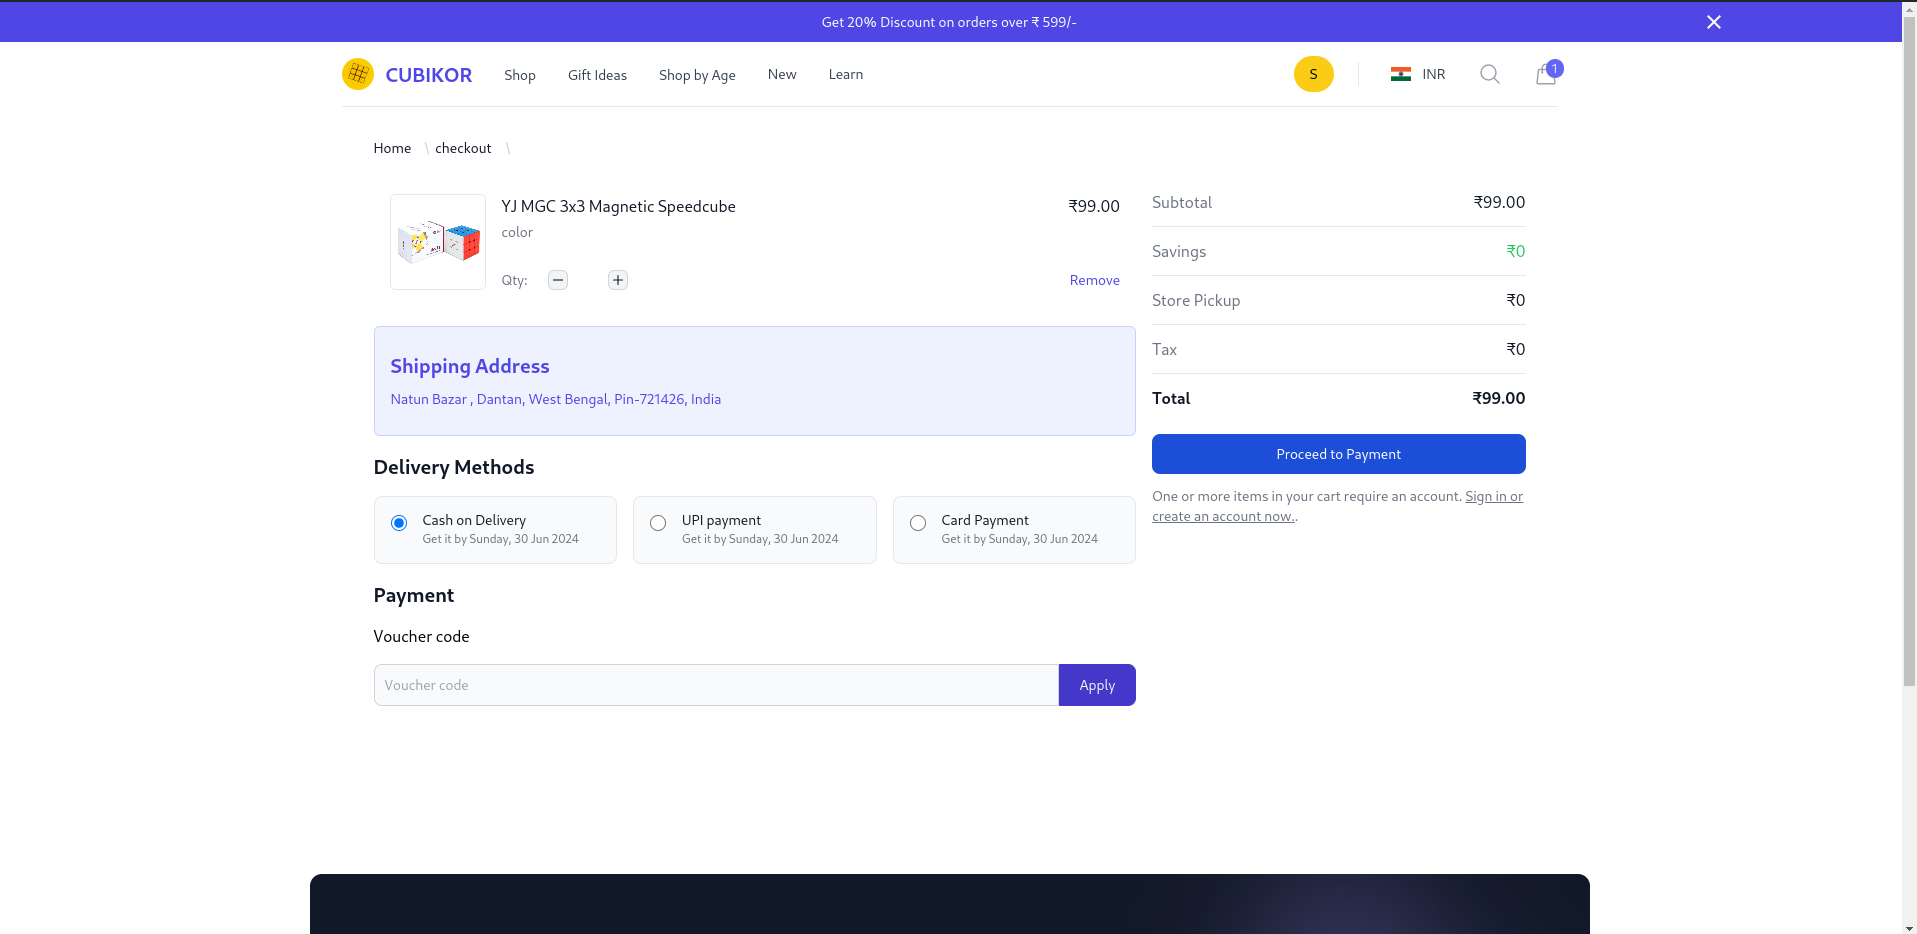 Get 20% Discount on orders over ₹ 599/-
CUBIKOR
Shop
Gift Ideas
Shop by Age
New
Learn
S
INR
1
Home \ checkout \
YJ MGC 3x3 Magnetic Speedcube
₹99.00
color
Qty:
Remove
Shipping Address
Natun Bazar , Dantan, West Bengal, Pin-721426, India
Delivery Methods
Cash on Delivery
Get it by Sunday, 30 Jun 2024
UPI payment
Get it by Sunday, 30 Jun 2024
Card Payment
Get it by Sunday, 30 Jun 2024
Payment
Voucher code
Voucher code
Apply
Subtotal ₹99.00
Savings ₹0
Store Pickup ₹0
Tax ₹0
Total ₹99.00
Proceed to Payment
One or more items in your cart require an account. Sign in or
create an account now..